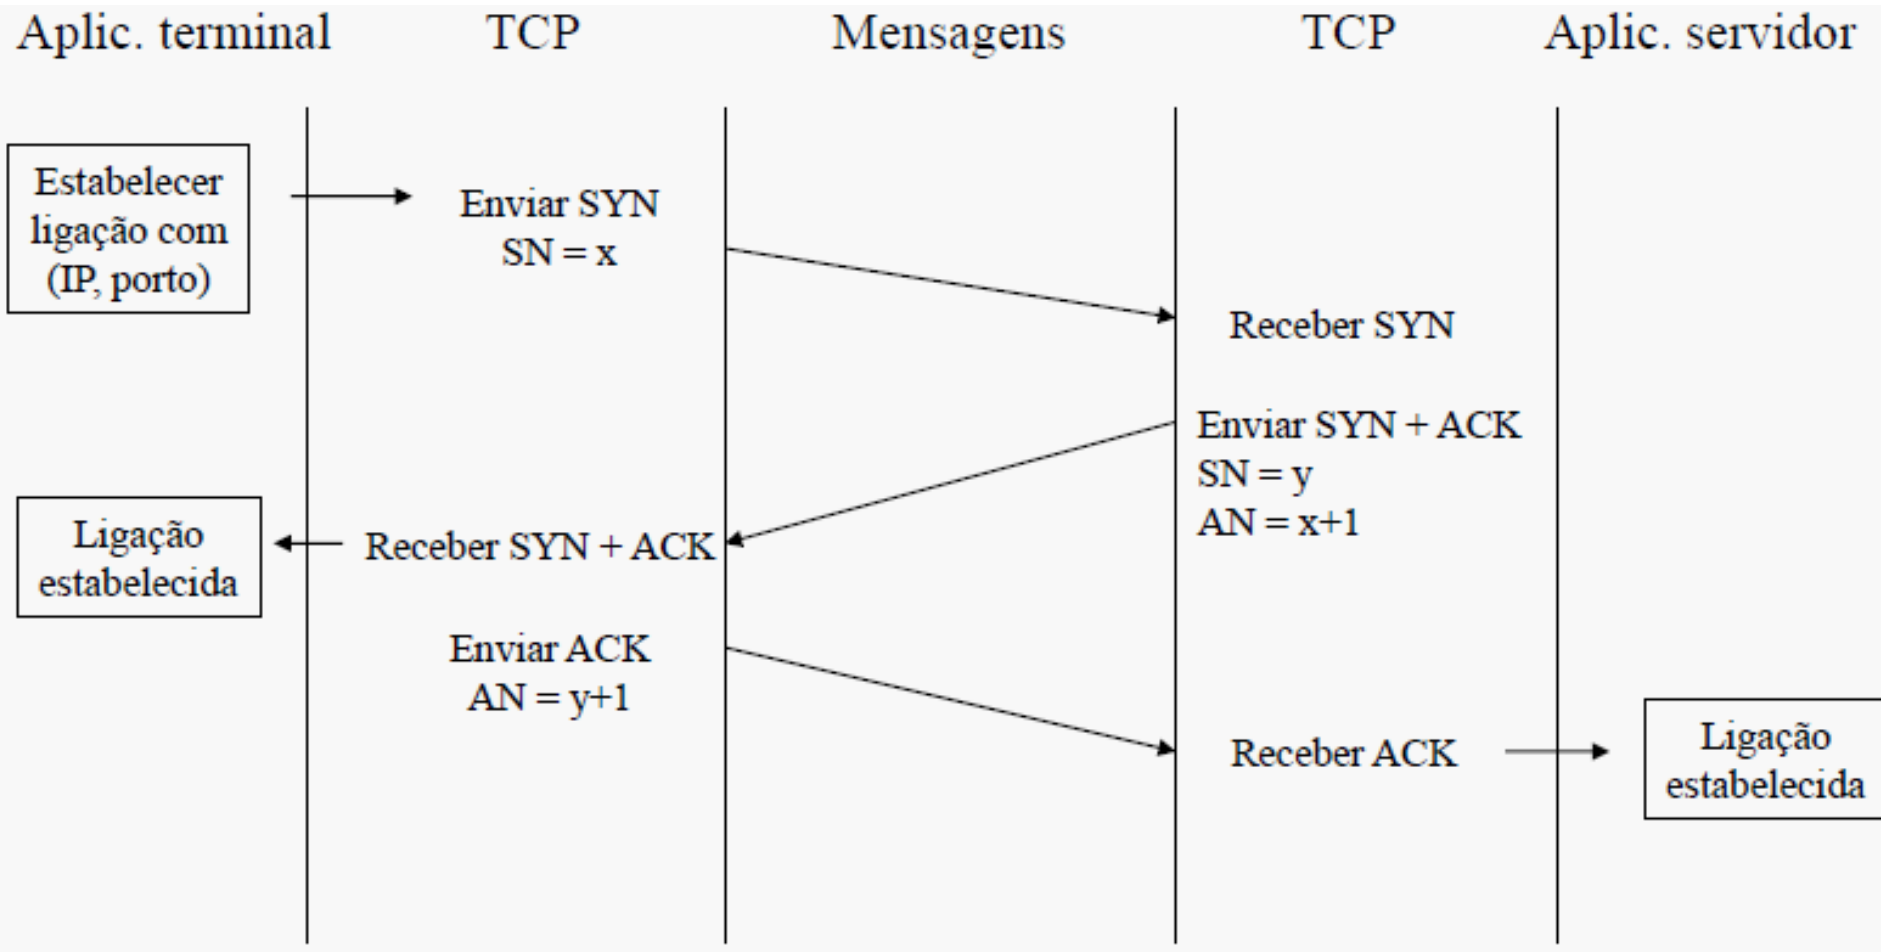 Aplic. terminal
TCP
Mensagens
TCP
Aplic. servidor
Estabelecer
ligação com
(IP, porto)
Enviar SYN
SN = x
Receber SYN
Enviar SYN + ACK
SN = y
AN = x+1
Ligação
estabelecida
Receber SYN + ACK
Enviar ACK
AN = y+1
Receber ACK
Ligação
estabelecida